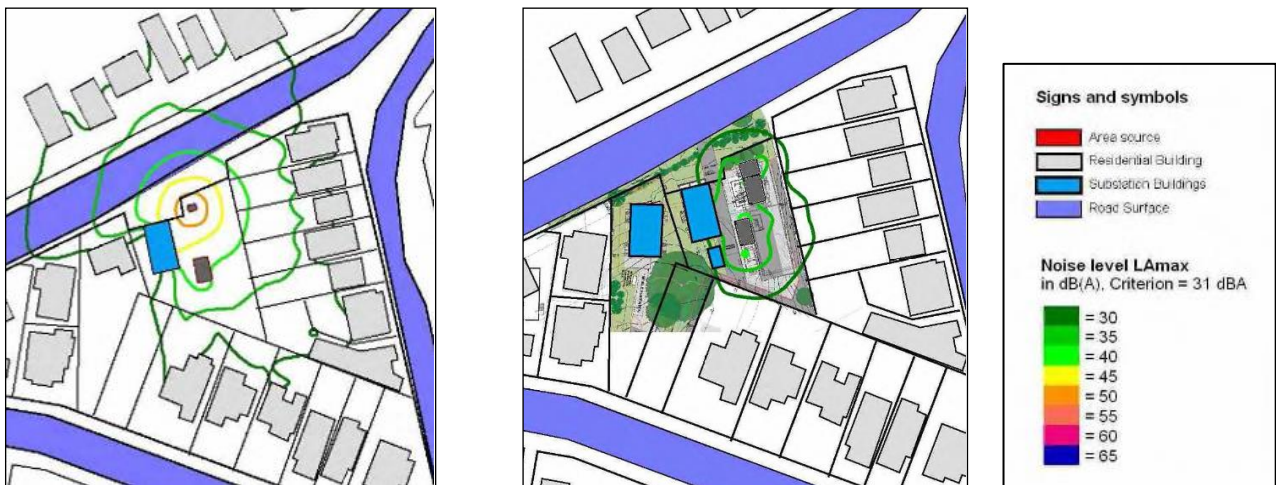 Signs and symbols
Area source
Residential Building
Substation Buildings
Road Surface
Noise level LAmax
in dB(A), Criterion = 31 dBA
= 30
= 35
= 40
= 45
= 50
= 55
= 60
= 65